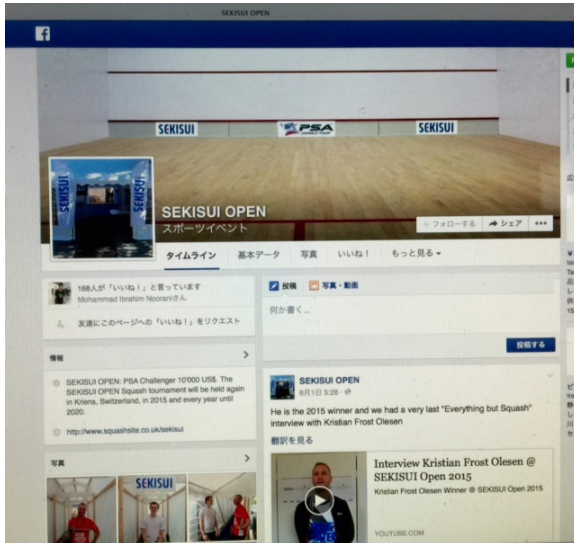 SEKISUI OPEN
f
SEKISUI
PSA
SEKISUI
SEKISUI
SEKISUI
SEKISUI OPEN
スポーツイベント
+ フォローする
シェア
•••
タイムライン 基本データ 写真 いいね! もっと見る
168人が「いいね!」と言っています
Mohammad Ibrahim Nooraniさん
友達にこのページへの「いいね!」をリクエスト
情報
SEKISUI OPEN: PSA Challenger 10'000 US$. The
SEKISUI OPEN Squash tournament will be held again
in Kriens, Switzerland, in 2015 and every year until
2020.
http://www.squashsite.co.uk/sekisui
写真
SEKISUI
投稿 写真・動画
何か書く...
投稿する
SEKISUI OPEN
6月1日 5:28
He is the 2015 winner and we had a very last "Everything but Squash"
interview with Kristian Frost Olesen
翻訳を見る
Interview Kristian Frost Olesen @
SEKISUI Open 2015
Kristian Frost Olesen Winner @ SEKISUI Open 2015
YOUTUBE.COM